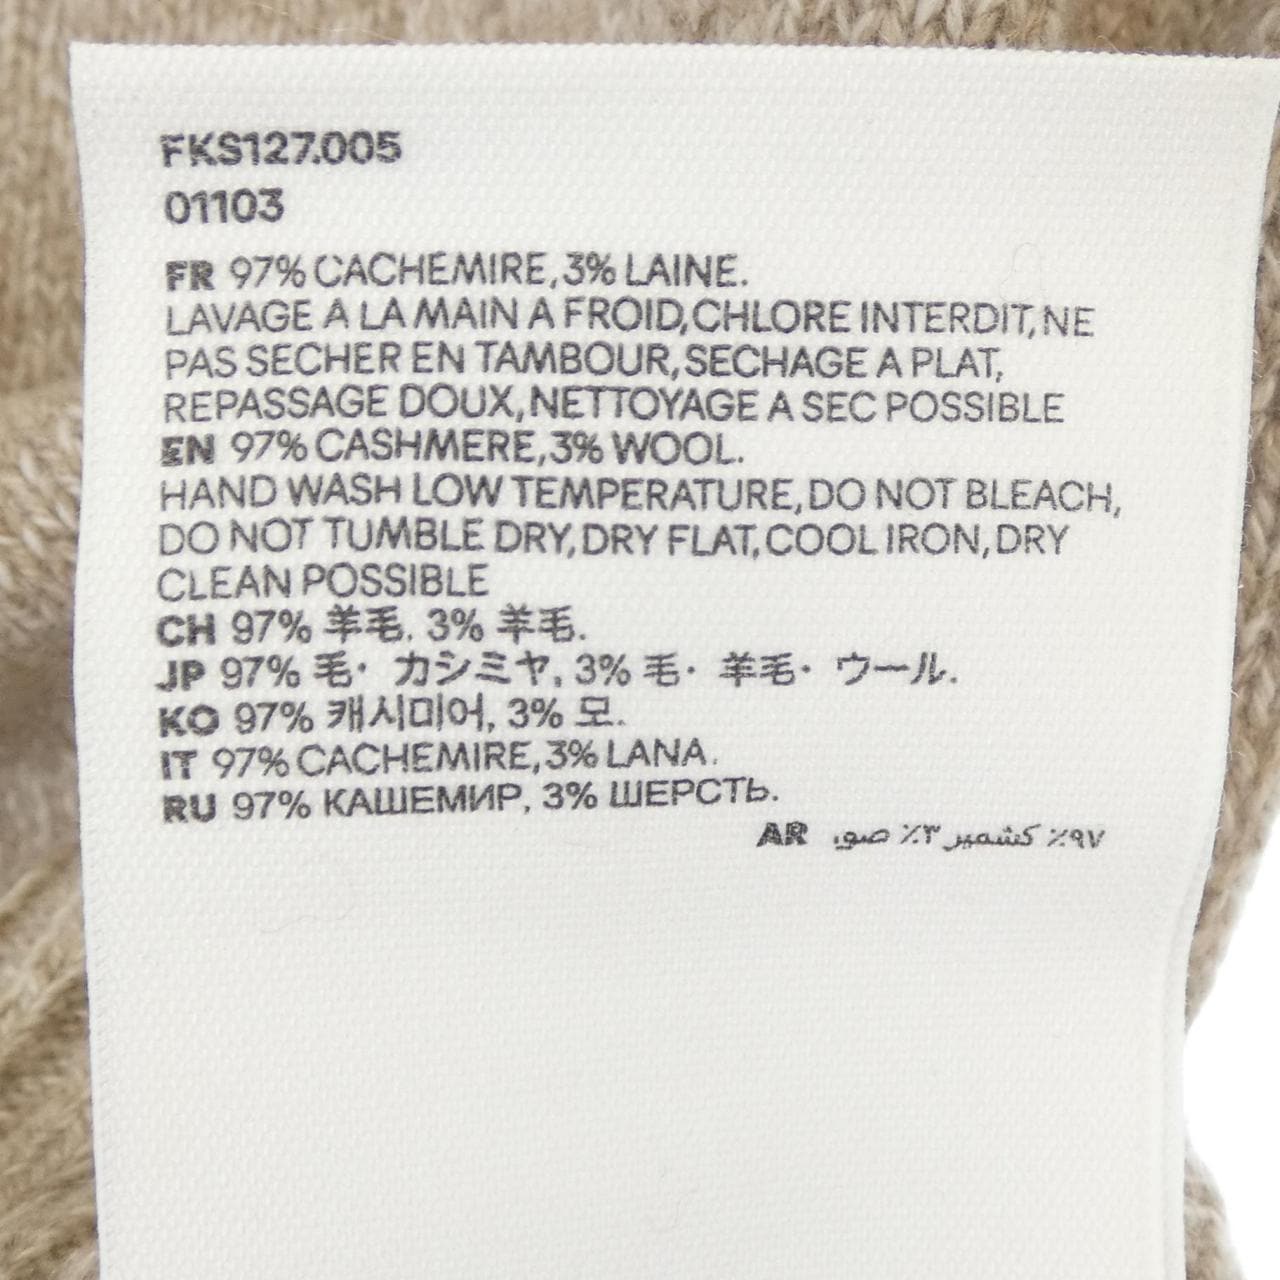 FKS127.005
01103
FR 97% CACHEMIRE,3% LAINE.
LAVAGE A LA MAIN A FROID,CHLORE INTERDIT,NE
PAS SECHER EN TAMBOUR,SECHAGE A PLAT,
REPASSAGE DOUX,NETTOYAGE A SEC POSSIBLE
EN 97% CASHMERE,3% WOOL.
HAND WASH LOW TEMPERATURE,DO NOT BLEACH,
DO NOT TUMBLE DRY,DRY FLAT,COOL IRON,DRY
CLEAN POSSIBLE
CH 97% 羊毛, 3% 羊毛.
JP 97% 毛· カシミヤ, 3% 毛· 羊毛· ウール.
KO 97% 캐시미어, 3% 모.
IT 97% CACHEMIRE,3% LANA.
RU 97% КАШЕМИР, 3% ШЕРСТЬ.
AR ٩٧٪ كشمير ٣٪